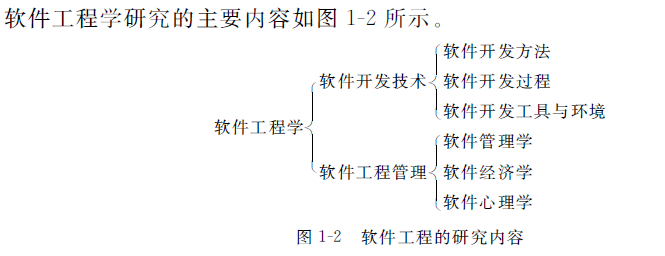 软件工程学研究的主要内容如图 1-2 所示。
软件开发方法
软件开发技术
软件开发过程
软件开发工具与环境
软件工程学
软件管理学
软件工程管理
软件经济学
软件心理学
图 1-2 软件工程的研究内容